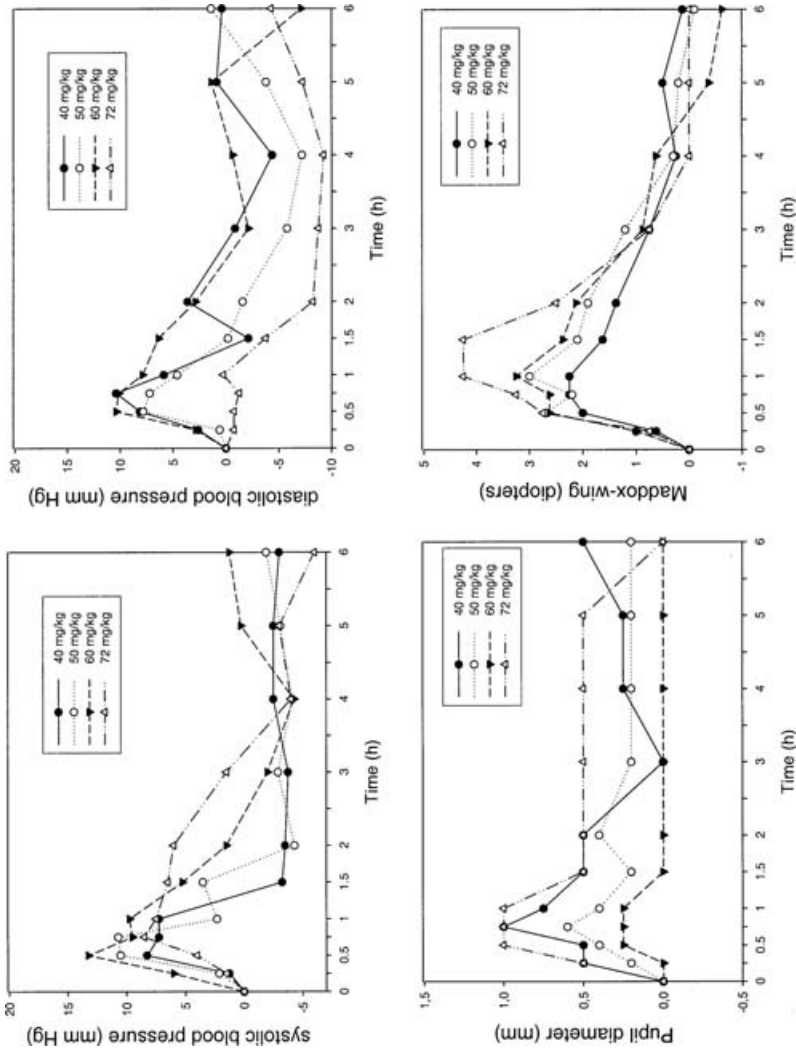 systolic blood pressure (mm Hg)
20
15
10
5
0
-5
40 mg/kg
50 mg/kg
60 mg/kg
72 mg/kg
0 0.5 1 1.5 2 3 4 5 6
Time (h)
diastolic blood pressure (mm Hg)
20
15
10
5
0
-5
-10
40 mg/kg
50 mg/kg
60 mg/kg
72 mg/kg
0 0.5 1 1.5 2 3 4 5 6
Time (h)
Pupil diameter (mm)
1,5
1,0
0,5
0,0
-0,5
40 mg/kg
50 mg/kg
60 mg/kg
72 mg/kg
0 0.5 1 1.5 2 3 4 5 6
Time (h)
Maddox-wing (diopters)
5
4
3
2
1
0
-1
40 mg/kg
50 mg/kg
60 mg/kg
72 mg/kg
0 0.5 1 1.5 2 3 4 5 6
Time (h)